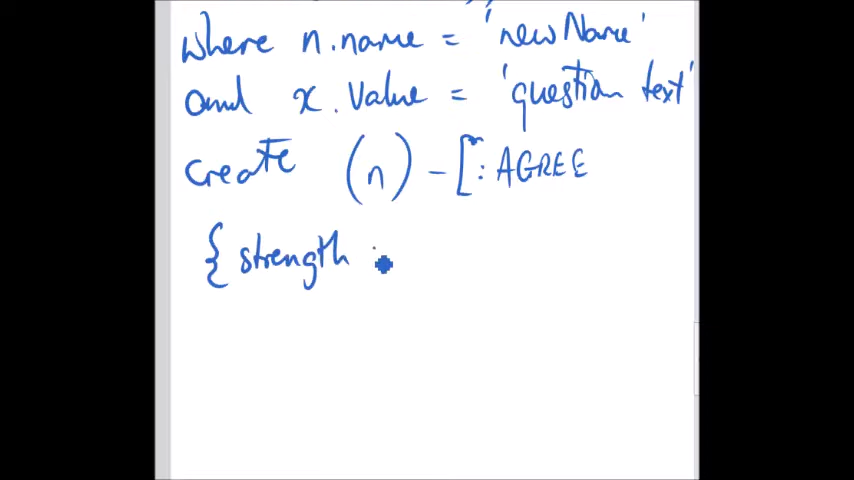 where n.name = 'newName'
and x.Value = 'question text'
create (n)-[:AGREE
{strength :